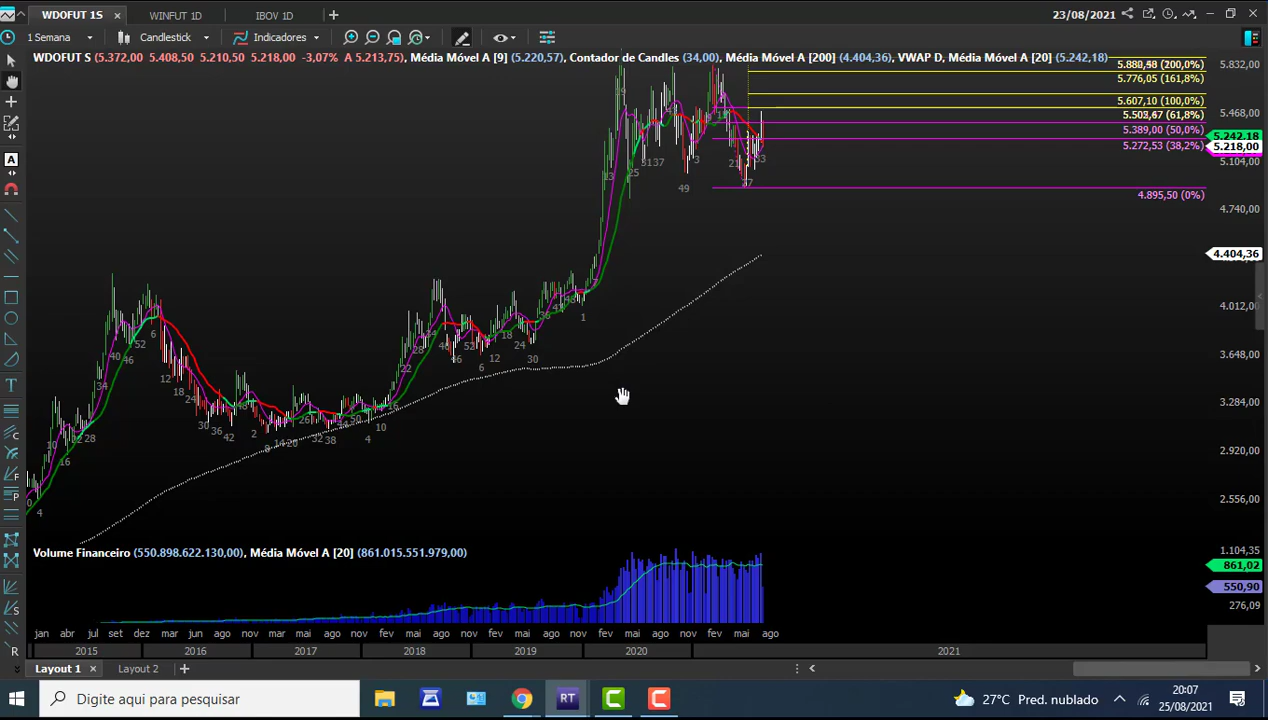 WDOFUT 1S × WINFUT 1D IBOV 1D 23/08/2021
1 Semana Candlestick Indicadores
WDOFUT S (5.372,00 5.408,50 5.210,50 5.218,00 -3,07% A 5.213,75), Média Móvel A [9] (5.220,57), Contador de Candles (34,00), Média Móvel A [200] (4.404,36), VWAP D, Média Móvel A [20] (5.242,18)
5.832,00
(200,0%)
5.776,05 (161,8%)
5.607,10 (100,0%)
(61,8%)
5.468,00
5.389,00 (50,0%)
5.242,18
5.272,53 (38,2%)
5.218,00
5.104,00
4.895,50 (0%)
4.740,00
4.404,36
4.012,00
3.648,00
3.284,00
2.920,00
2.556,00
Volume Financeiro (550.898.622.130,00), Média Móvel A [20] (861.015.551.979,00)
1.104,35
861,02
550,90
276,09
jan abr jul set dez mar jun ago nov mar mai ago nov fev mai ago nov fev mai ago nov fev mai ago nov fev mai ago
2015 2016 2017 2018 2019 2020 2021
Layout 1 × Layout 2
Digite aqui para pesquisar
RT
27°C Pred. nublado
20:07
25/08/2021